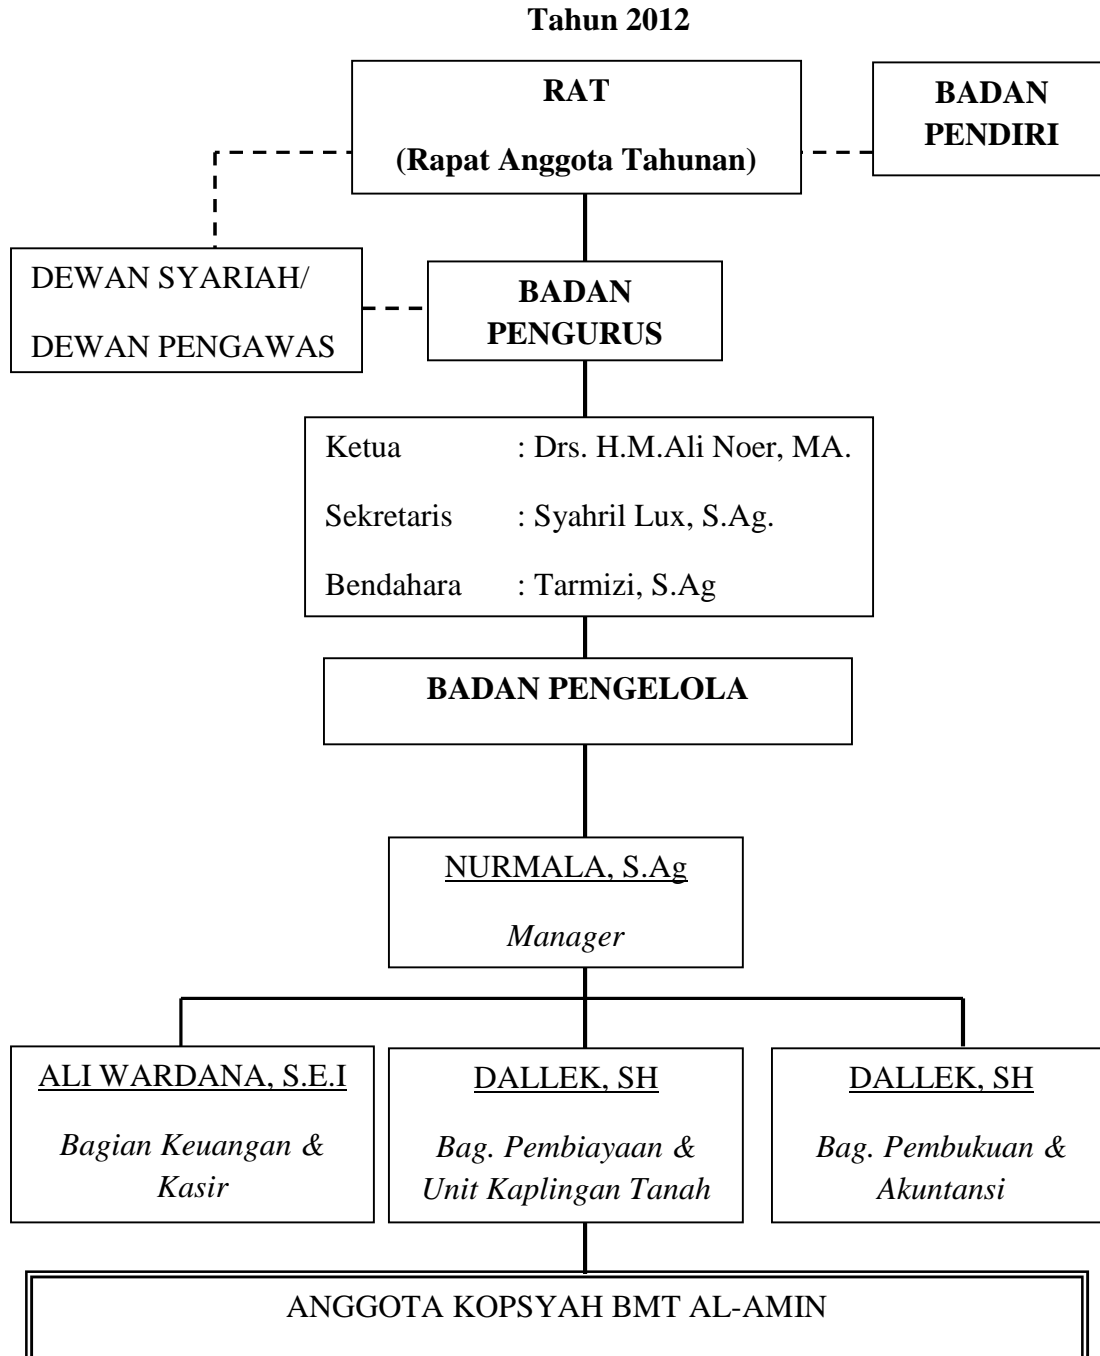 Tahun 2012
RAT
(Rapat Anggota Tahunan)
BADAN
PENDIRI
DEWAN SYARIAH/
DEWAN PENGAWAS
BADAN
PENGURUS
Ketua : Drs. H.M.Ali Noer, MA.
Sekretaris : Syahril Lux, S.Ag.
Bendahara : Tarmizi, S.Ag
BADAN PENGELOLA
NURMALA, S.Ag
Manager
ALI WARDANA, S.E.I
Bagian Keuangan &
Kasir
DALLEK, SH
Bag. Pembiayaan &
Unit Kaplingan Tanah
DALLEK, SH
Bag. Pembukuan &
Akuntansi
ANGGOTA KOPSYAH BMT AL-AMIN